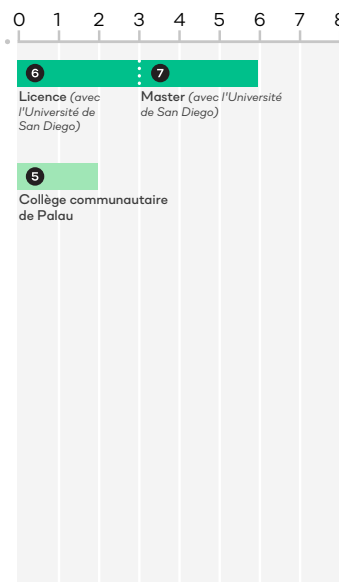 0 1 2 3 4 5 6 7 8
6 7
Licence (avec
l'Université de
San Diego)
Master (avec l'Université
de San Diego)
5
Collège communautaire
de Palau